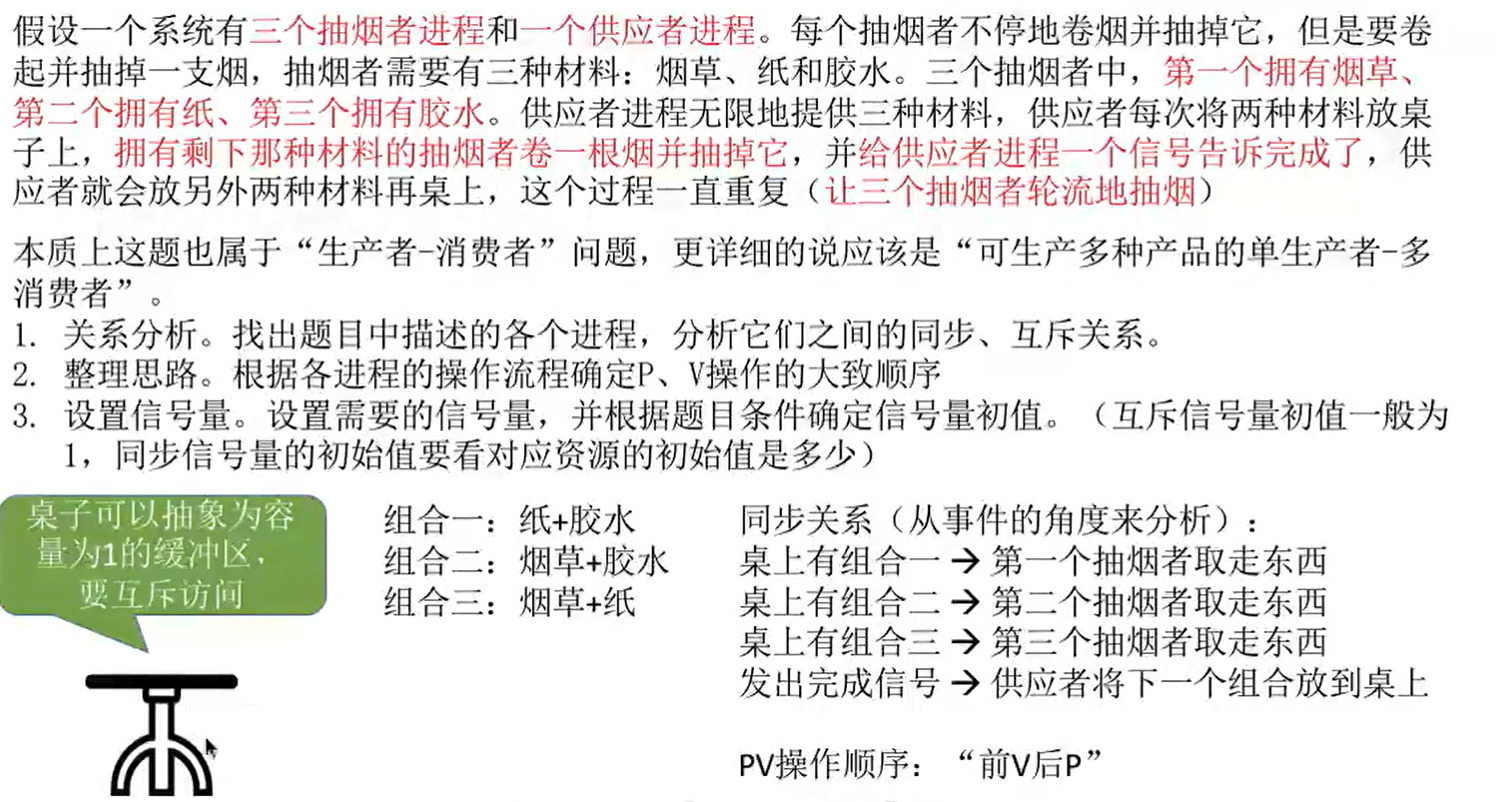 假设一个系统有三个抽烟者进程和一个供应者进程。每个抽烟者不停地卷烟并抽掉它，但是要卷
起并抽掉一支烟，抽烟者需要有三种材料：烟草、纸和胶水。三个抽烟者中，第一个拥有烟草、
第二个拥有纸、第三个拥有胶水。供应者进程无限地提供三种材料，供应者每次将两种材料放桌
子上，拥有剩下那种材料的抽烟者卷一根烟并抽掉它，并给供应者进程一个信号告诉完成了，供
应者就会放另外两种材料再桌上，这个过程一直重复（让三个抽烟者轮流地抽烟）
本质上这题也属于“生产者-消费者”问题，更详细的说应该是“可生产多种产品的单生产者-多
消费者”。
1. 关系分析。找出题目中描述的各个进程，分析它们之间的同步、互斥关系。
2. 整理思路。根据各进程的操作流程确定P、V操作的大致顺序
3. 设置信号量。设置需要的信号量，并根据题目条件确定信号量初值。（互斥信号量初值一般为
1，同步信号量的初始值要看对应资源的初始值是多少）
桌子可以抽象为容
量为1的缓冲区，
要互斥访问
组合一：纸+胶水
组合二：烟草+胶水
组合三：烟草+纸
同步关系（从事件的角度来分析）：
桌上有组合一 → 第一个抽烟者取走东西
桌上有组合二 → 第二个抽烟者取走东西
桌上有组合三 → 第三个抽烟者取走东西
发出完成信号 → 供应者将下一个组合放到桌上
PV操作顺序：“前V后P”